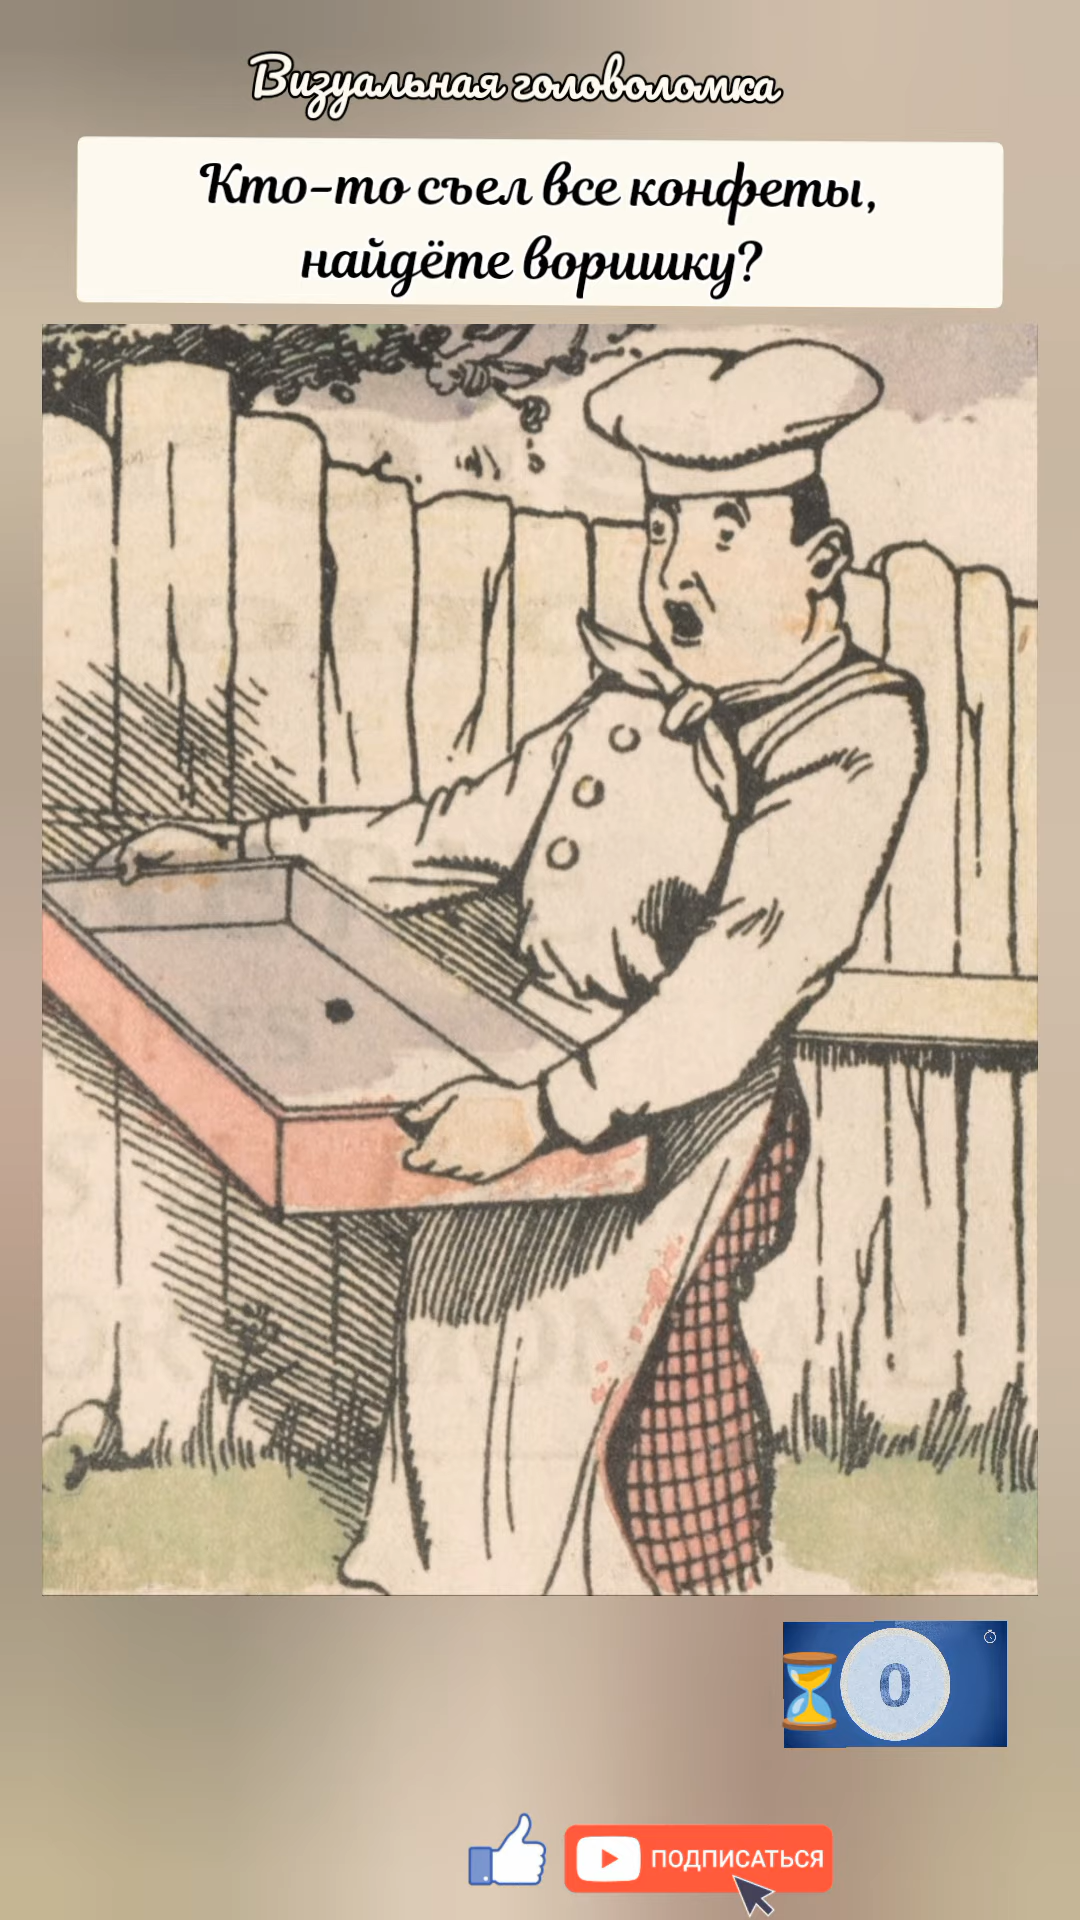 Визуальная головоломка
Кто-то съел все конфеты,
найдёте воришку?
0
ПОДПИСАТЬСЯ